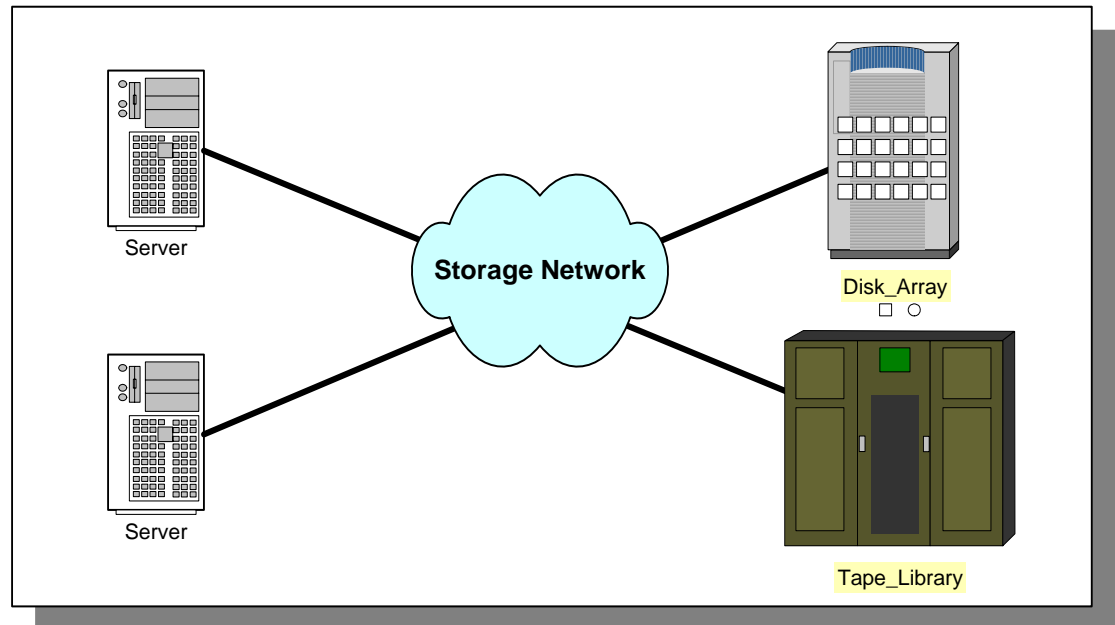 Server
Storage Network
Disk_Array
Server
Tape_Library